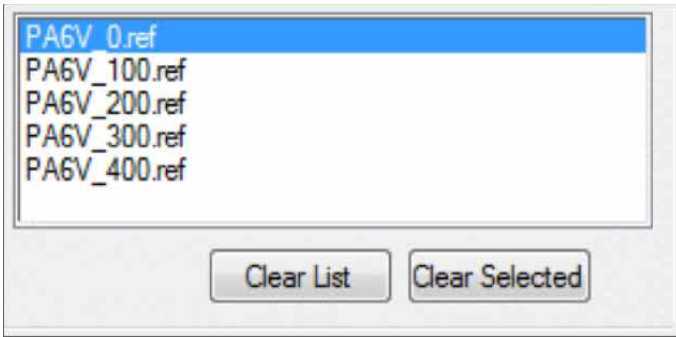 PA6V_0.ref
PA6V_100.ref
PA6V_200.ref
PA6V_300.ref
PA6V_400.ref
Clear List Clear Selected